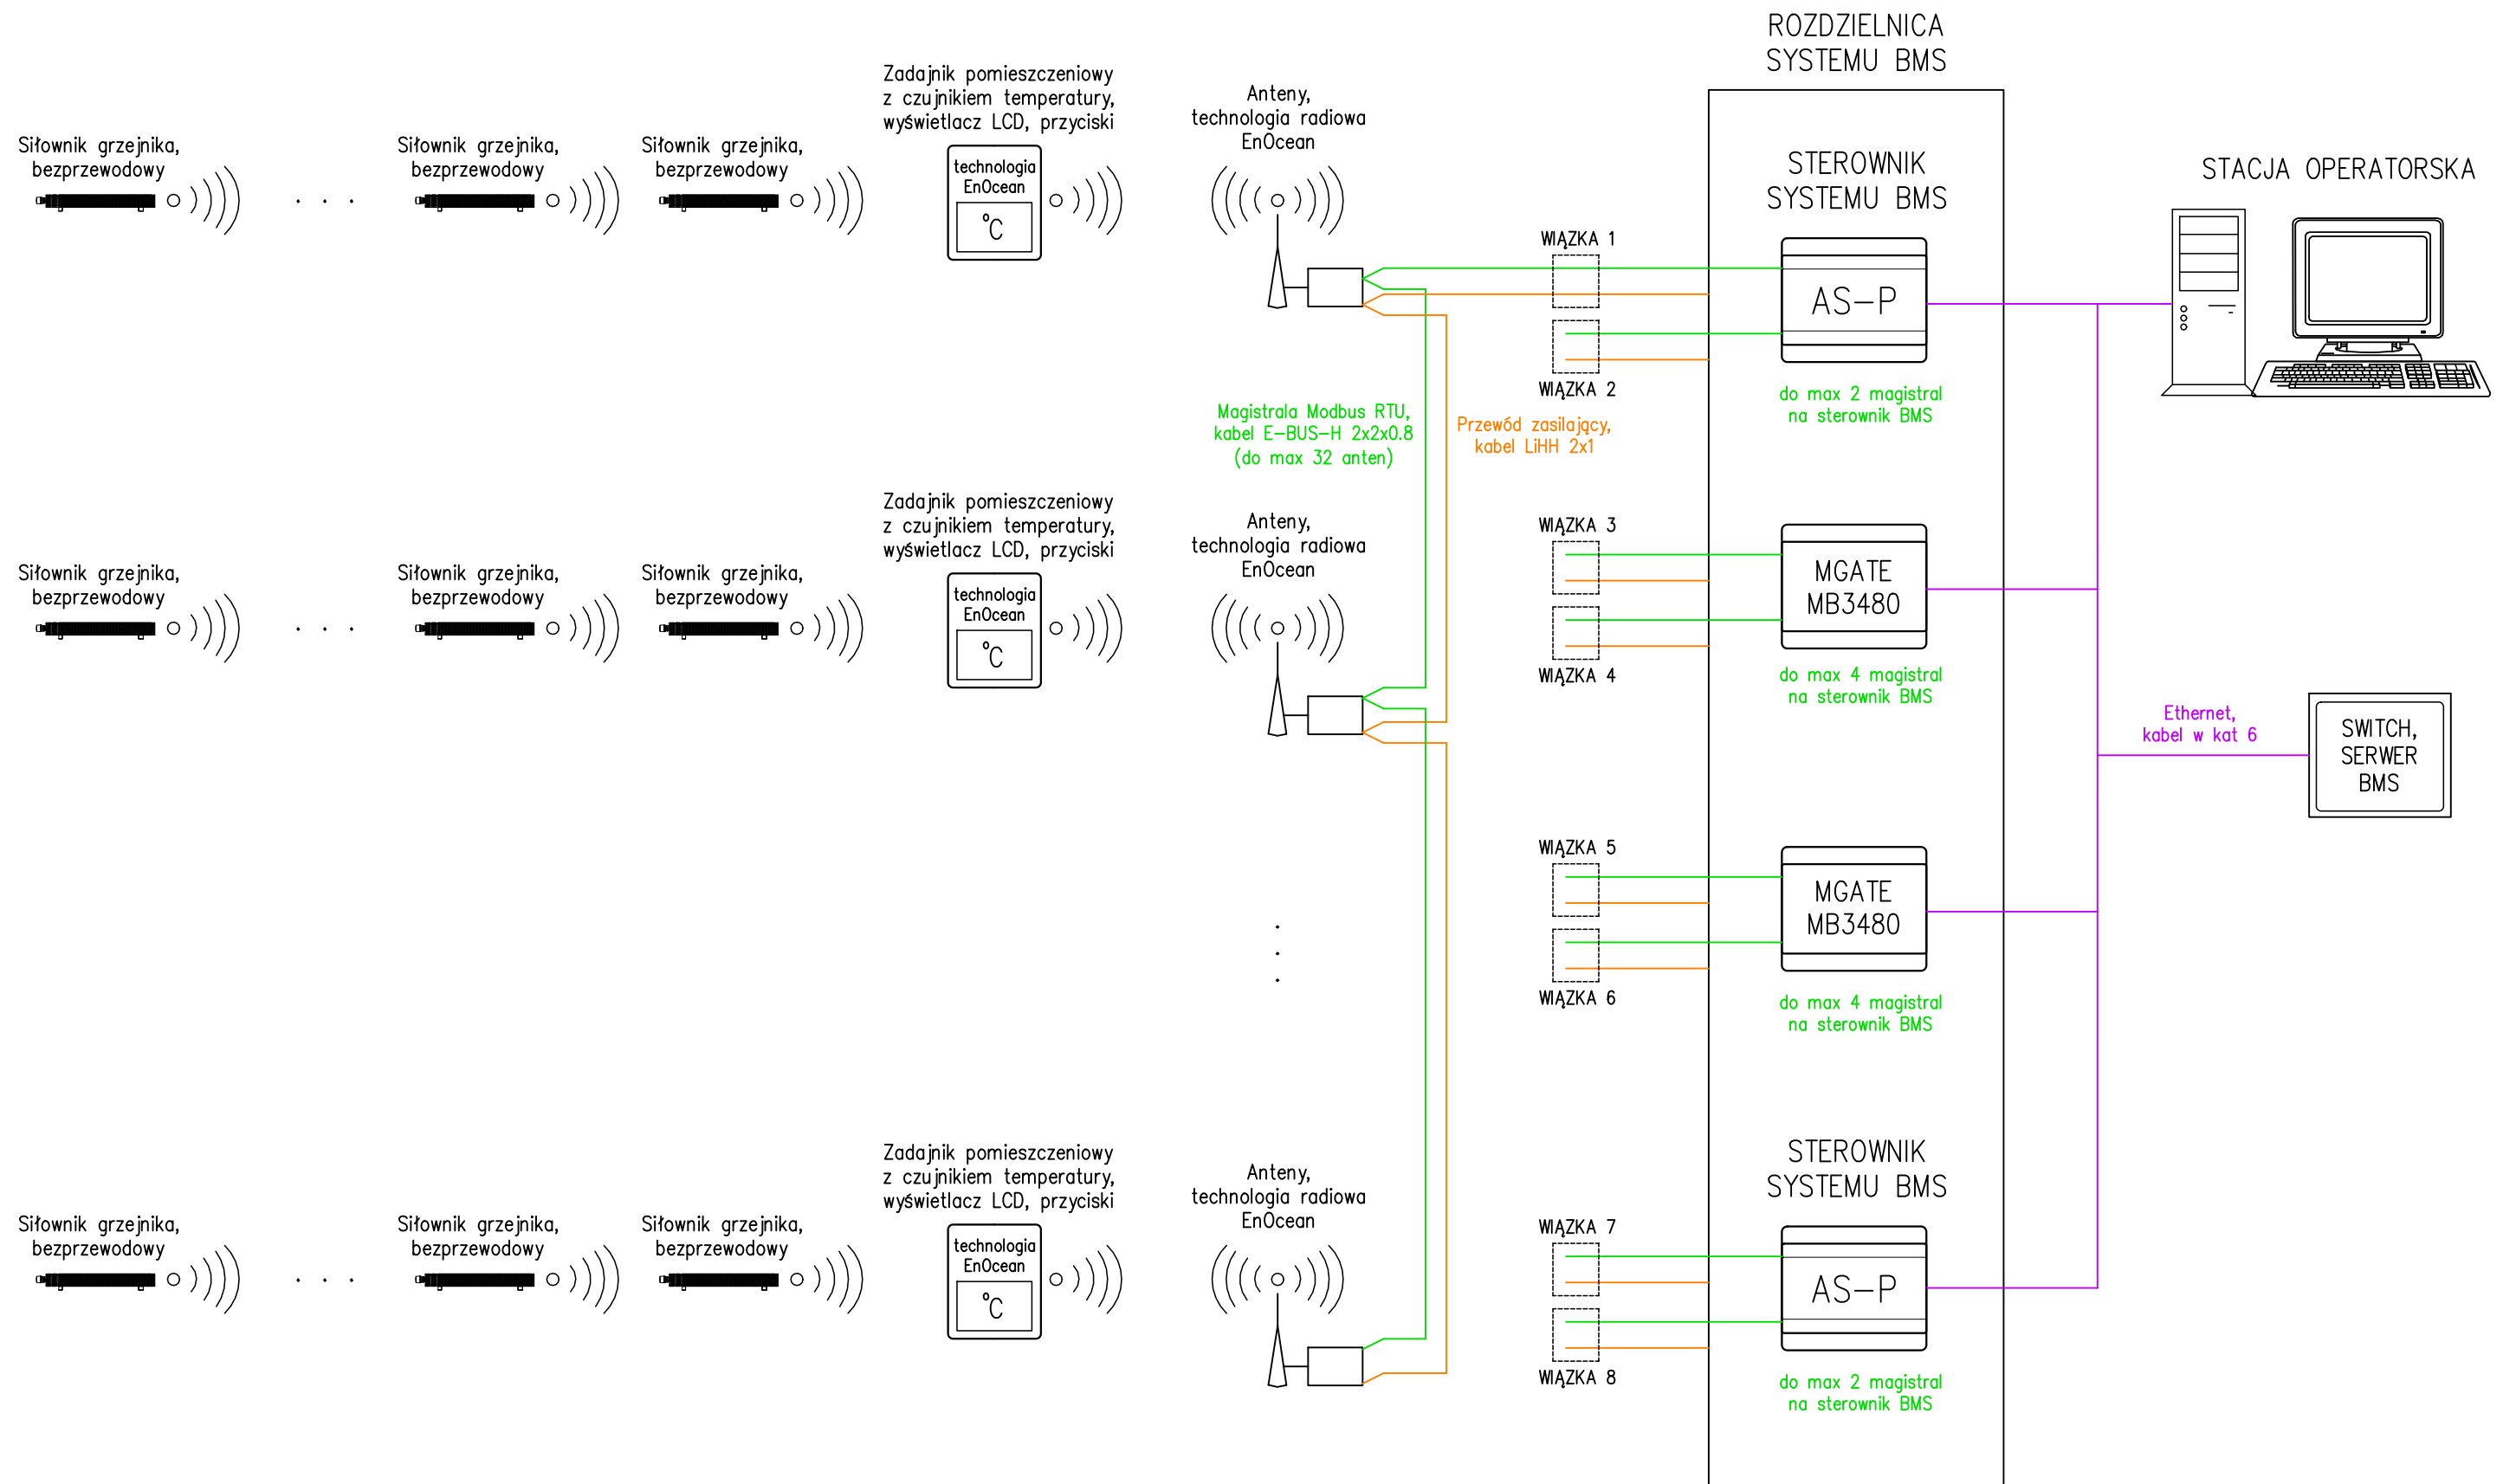 ROZDZIELNICA
SYSTEMU BMS
Siłownik grzejnika,
bezprzewodowy
Siłownik grzejnika,
bezprzewodowy
Siłownik grzejnika,
bezprzewodowy
Zadajnik pomieszczeniowy
z czujnikiem temperatury,
wyświetlacz LCD, przyciski
technologia
EnOcean
°C
Anteny,
technologia radiowa
EnOcean
WIĄZKA 1
WIĄZKA 2
STEROWNIK
SYSTEMU BMS
AS-P
do max 2 magistral
na sterownik BMS
STACJA OPERATORSKA
Magistrala Modbus RTU,
kabel E-BUS-H 2x2x0.8
(do max 32 anten)
Przewód zasilający,
kabel LiHH 2x1
Siłownik grzejnika,
bezprzewodowy
Siłownik grzejnika,
bezprzewodowy
Siłownik grzejnika,
bezprzewodowy
Zadajnik pomieszczeniowy
z czujnikiem temperatury,
wyświetlacz LCD, przyciski
technologia
EnOcean
°C
Anteny,
technologia radiowa
EnOcean
WIĄZKA 3
WIĄZKA 4
MGATE
MB3480
do max 4 magistral
na sterownik BMS
Ethernet,
kabel w kat 6
SWITCH,
SERWER
BMS
WIĄZKA 5
WIĄZKA 6
MGATE
MB3480
do max 4 magistral
na sterownik BMS
Siłownik grzejnika,
bezprzewodowy
Siłownik grzejnika,
bezprzewodowy
Siłownik grzejnika,
bezprzewodowy
Zadajnik pomieszczeniowy
z czujnikiem temperatury,
wyświetlacz LCD, przyciski
technologia
EnOcean
°C
Anteny,
technologia radiowa
EnOcean
WIĄZKA 7
WIĄZKA 8
STEROWNIK
SYSTEMU BMS
AS-P
do max 2 magistral
na sterownik BMS